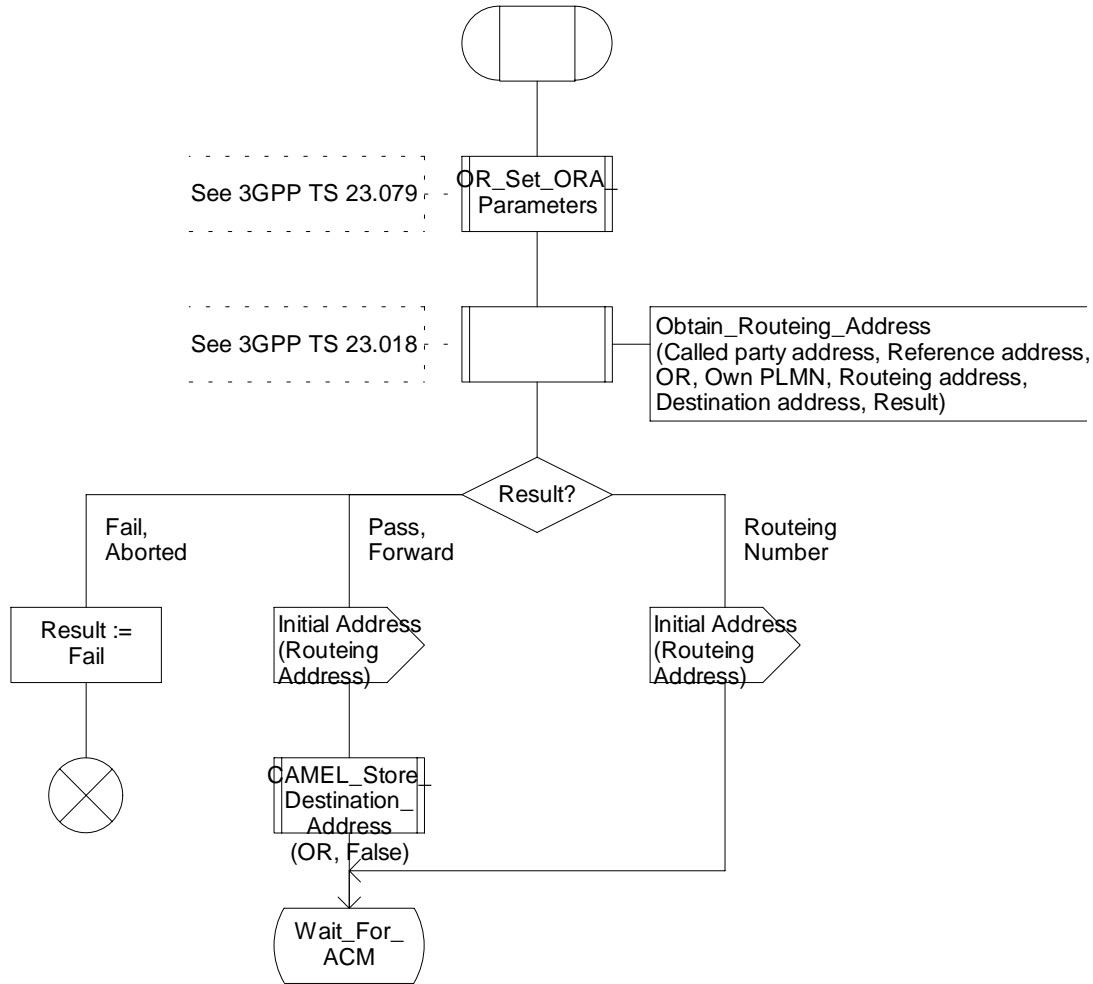 See 3GPP TS 23.079
OR_Set_ORA_
Parameters
See 3GPP TS 23.018
Obtain_Routeing_Address
(Called party address, Reference address,
OR, Own PLMN, Routeing address,
Destination address, Result)
Result?
Fail,
Aborted
Pass,
Forward
Routeing
Number
Result :=
Fail
Initial Address
(Routeing
Address)
Initial Address
(Routeing
Address)
CAMEL_Store_
Destination_
Address
(OR, False)
Wait_For_
ACM